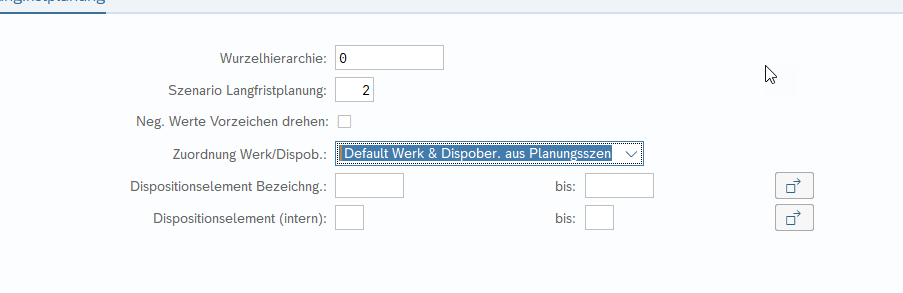 Wurzelhierarchie: 0
Szenario Langfristplanung: 2
Neg. Werte Vorzeichen drehen:
Zuordnung Werk/Dispob.: Default Werk & Dispober. aus Planungsszen
Dispositionselement Bezeichng.: bis:
Dispositionselement (intern): bis: